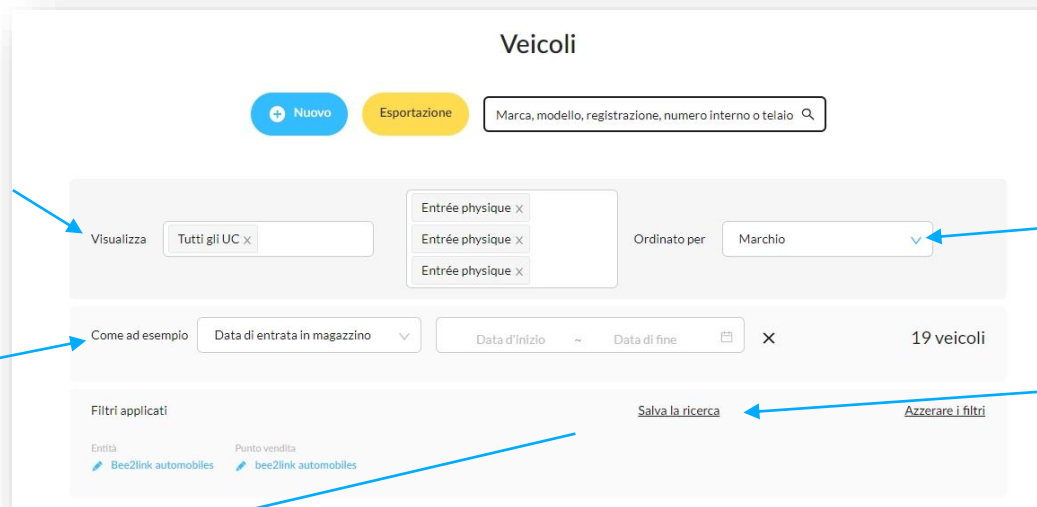 Veicoli
Nuovo
Esportazione
Marca, modello, registrazione, numero interno o telaio
Visualizza
Tutti gli UC x
Entrée physique x
Entrée physique x
Entrée physique x
Ordinato per
Marchio
Come ad esempio
Data di entrata in magazzino
Data d'inizio ~ Data di fine
19 veicoli
Filtri applicati
Salva la ricerca
Azzerare i filtri
Entità
Punto vendita
Bee2link automobiles
bee2link automobiles